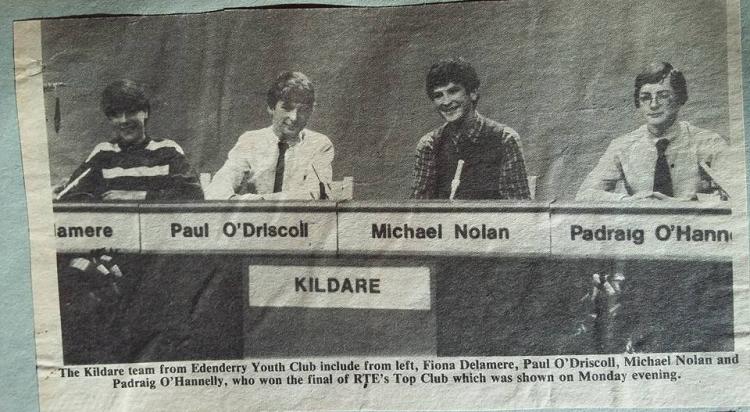 lamere Paul O'Driscoll Michael Nolan Padraig O'Hann
KILDARE
The Kildare team from Edenderry Youth Club include from left, Fiona Delamere, Paul O'Driscoll, Michael Nolan and
Padraig O'Hannelly, who won the final of RTE's Top Club which was shown on Monday evening.